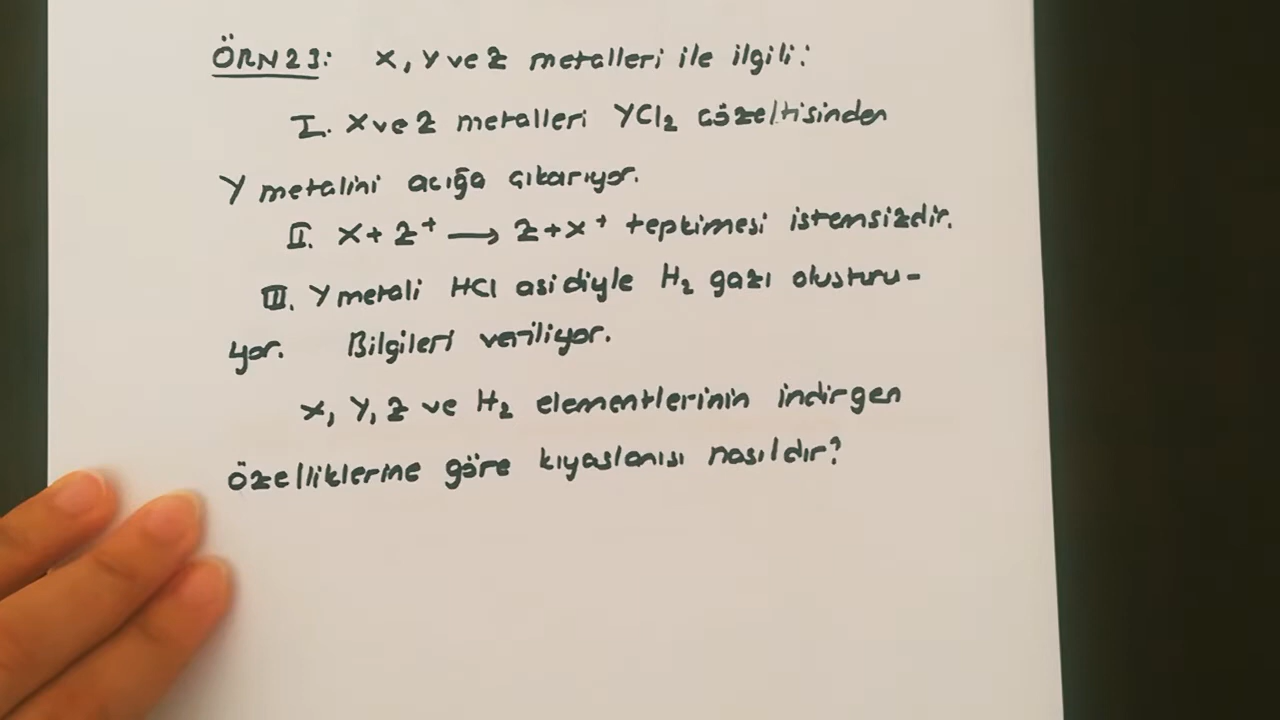 ÖRN23: X, Y ve Z metalleri ile ilgili:
I. X ve Z metalleri YCl₂ çözeltisinden
Y metalini açığa çıkarıyor.
II. X + Z⁺ → Z + X⁺ tepkimesi istemsizdir.
III. Y metali HCl asidiyle H₂ gazı oluşturu-
yor. Bilgileri veriliyor.
X, Y, Z ve H₂ elementlerinin indirgen
özelliklerine göre kıyaslanışı nasıldır?